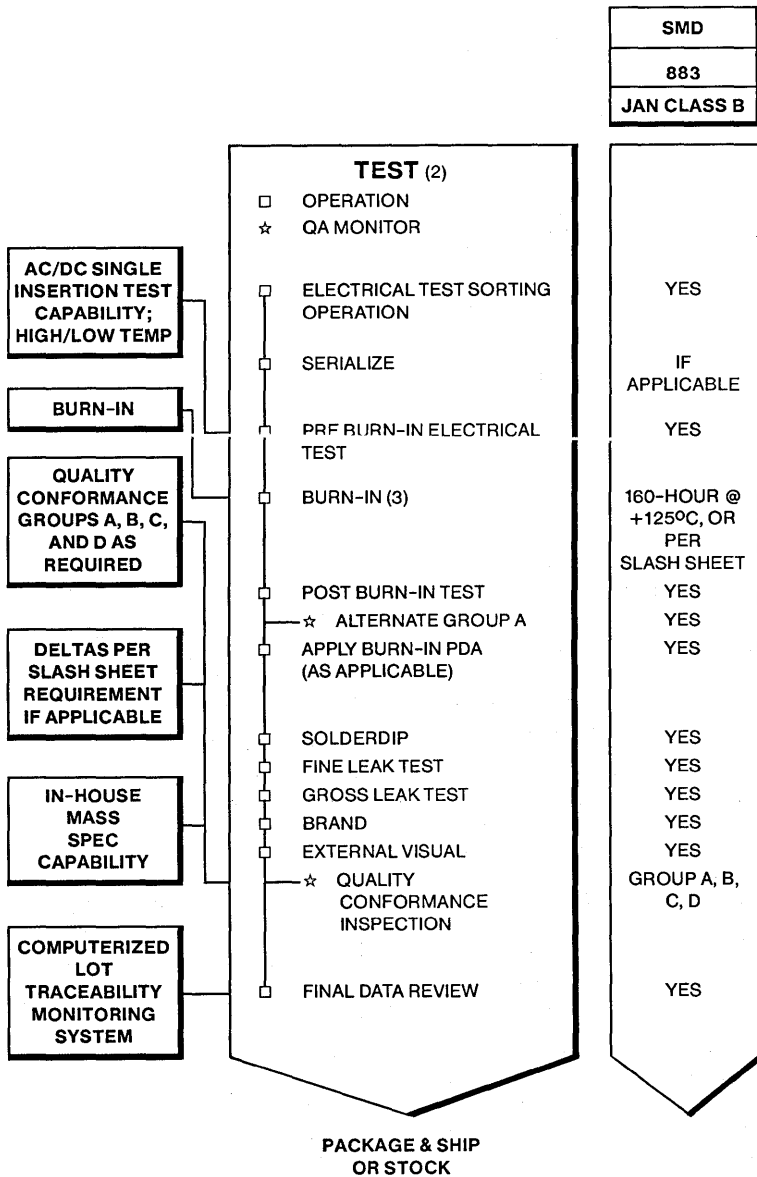 SMD
883
JAN CLASS B
TEST (2)
□ OPERATION
☆ QA MONITOR
AC/DC SINGLE
INSERTION TEST
CAPABILITY;
HIGH/LOW TEMP
BURN-IN
QUALITY
CONFORMANCE
GROUPS A, B, C,
AND D AS
REQUIRED
DELTAS PER
SLASH SHEET
REQUIREMENT
IF APPLICABLE
IN-HOUSE
MASS
SPEC
CAPABILITY
COMPUTERIZED
LOT
TRACEABILITY
MONITORING
SYSTEM
ELECTRICAL TEST SORTING
OPERATION
YES
SERIALIZE
IF
APPLICABLE
PRE BURN-IN ELECTRICAL
TEST
YES
BURN-IN (3)
160-HOUR @
+125ºC, OR
PER
SLASH SHEET
POST BURN-IN TEST
YES
☆ ALTERNATE GROUP A
YES
APPLY BURN-IN PDA
(AS APPLICABLE)
YES
SOLDERDIP
YES
FINE LEAK TEST
YES
GROSS LEAK TEST
YES
BRAND
YES
EXTERNAL VISUAL
YES
☆ QUALITY
CONFORMANCE
INSPECTION
GROUP A, B,
C, D
FINAL DATA REVIEW
YES
PACKAGE & SHIP
OR STOCK